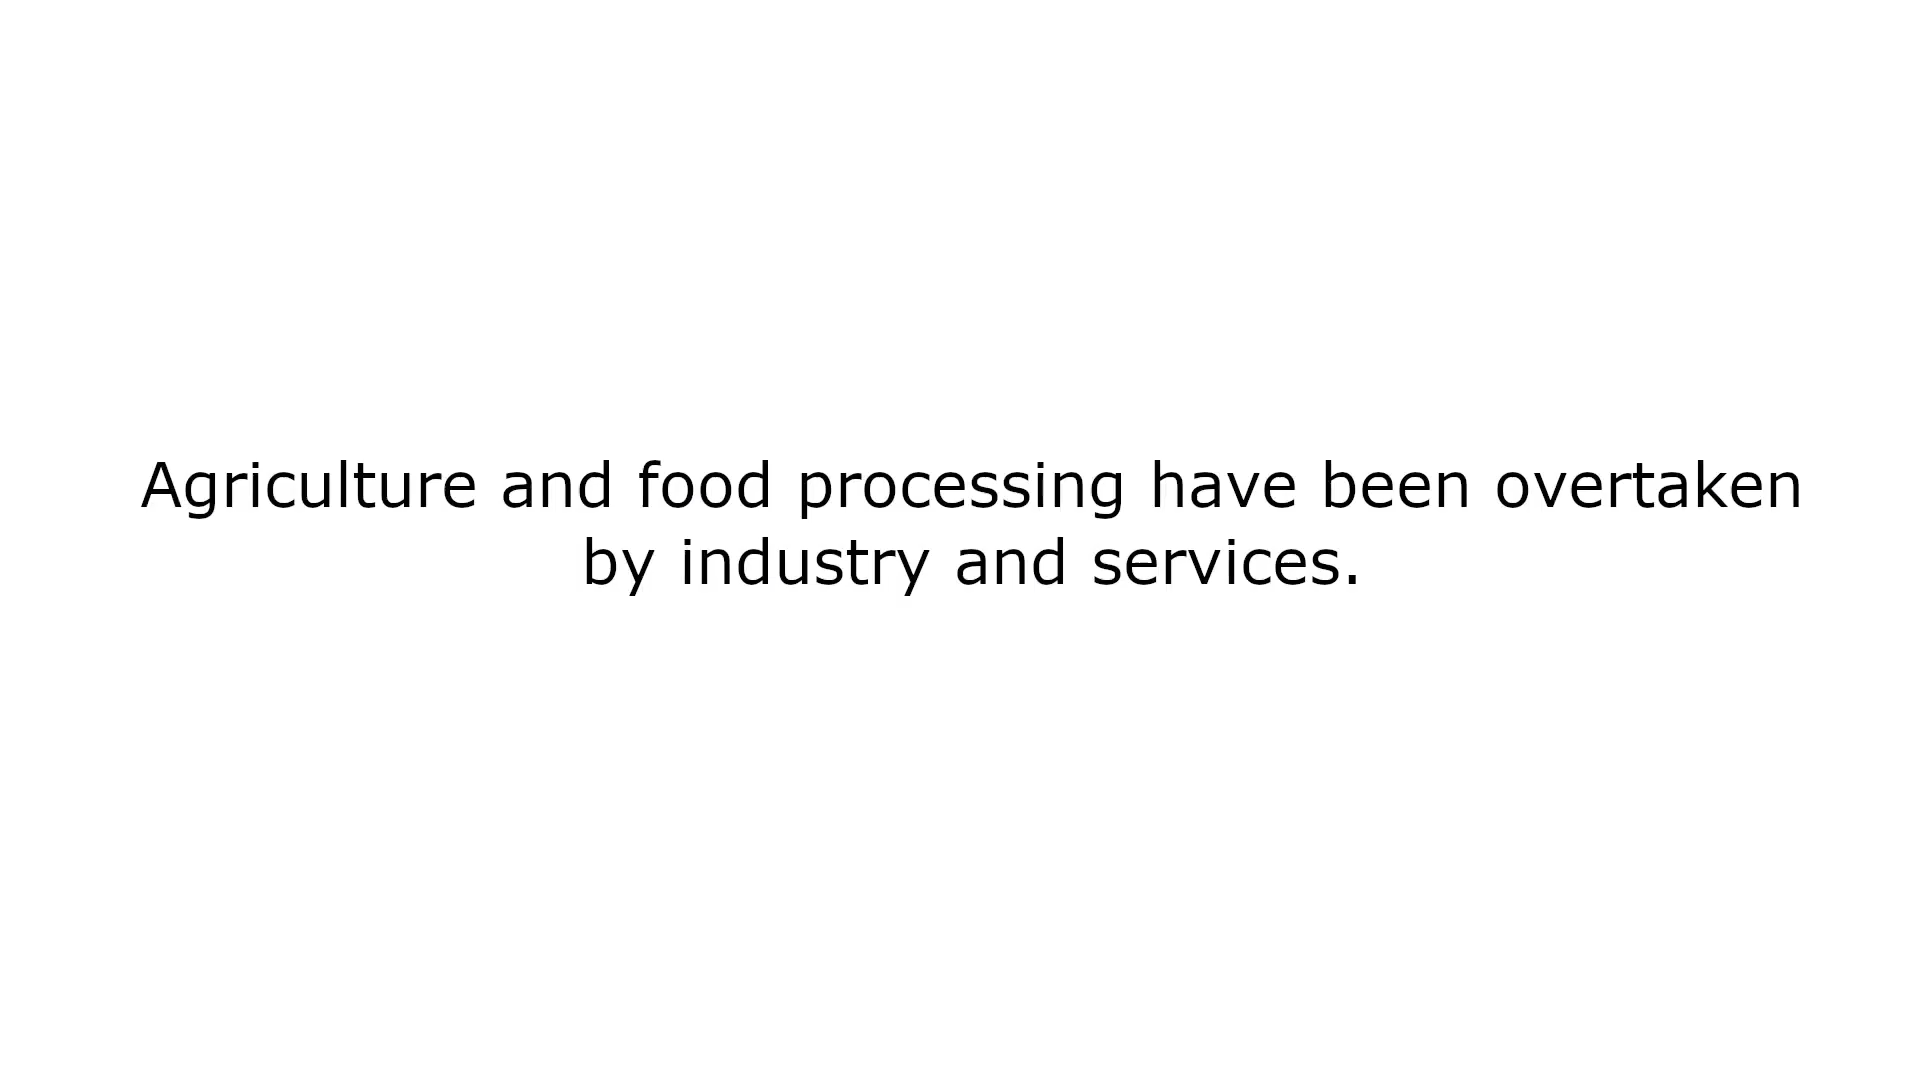 Agriculture and food processing have been overtaken
by industry and services.